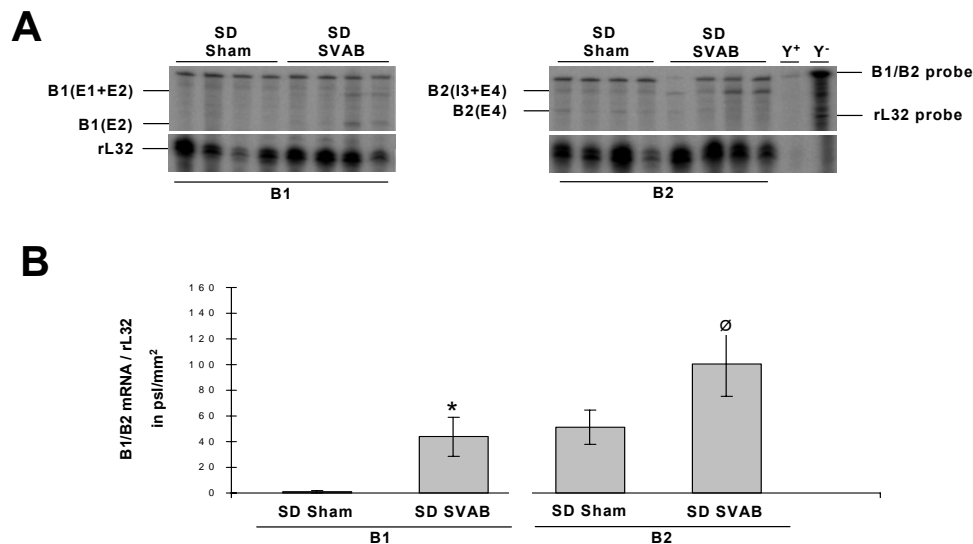 A
SD
Sham
SD
SVAB
SD
Sham
SD
SVAB
Y+ Y-
B1(E1+E2)
B1(E2)
rL32
B2(I3+E4)
B2(E4)
B1/B2 probe
rL32 probe
B1
B2
B
B1/B2 mRNA / rL32
in psl/mm²
160
140
120
100
80
60
40
20
0
*
Ø
SD Sham SD SVAB SD Sham SD SVAB
B1 B2